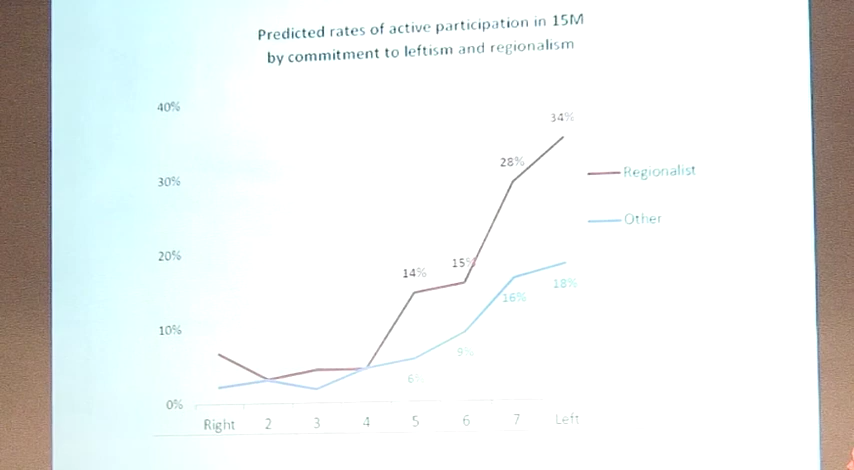 Predicted rates of active participation in 15M
by commitment to leftism and regionalism
40%
34%
28%
30%
Regionalist
Other
20%
14%
15%
16%
18%
10%
9%
6%
0%
Right 2 3 4 5 6 7 Left